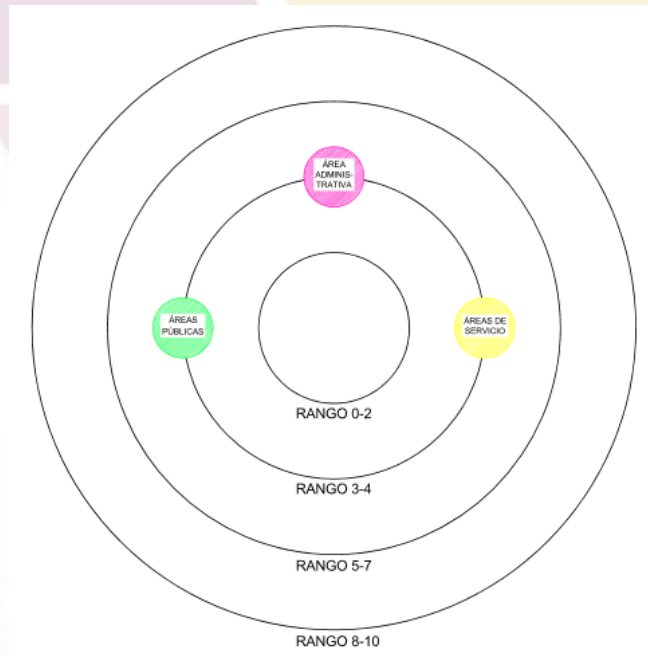 ÁREA
ADMINIS-
TRATIVA
ÁREAS
PÚBLICAS
ÁREAS DE
SERVICIO
RANGO 0-2
RANGO 3-4
RANGO 5-7
RANGO 8-10